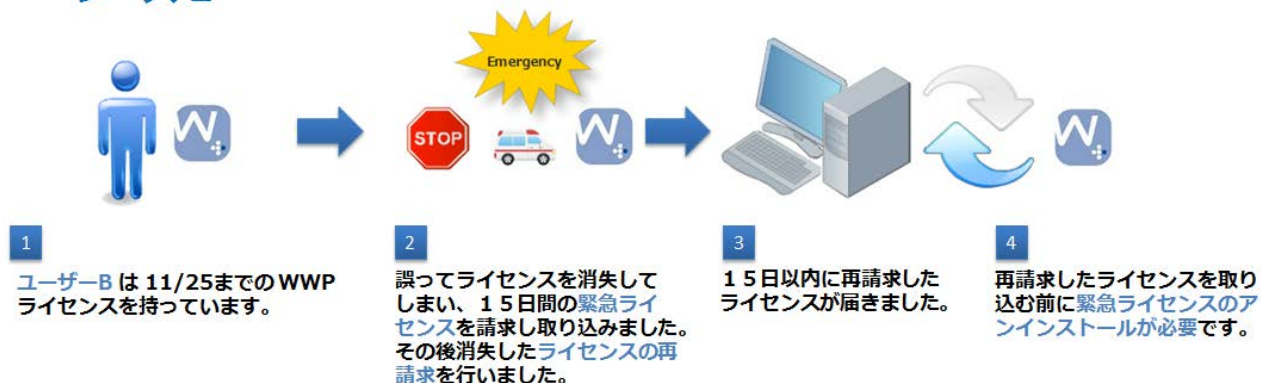 Emergency
STOP
1
ユーザーB は 11/25までのWWP
ライセンスを持っています。
2
誤ってライセンスを消失して
しまい、１５日間の緊急ライ
センスを請求し取り込みました。
その後消失したライセンスの再
請求を行いました。
3
１５日以内に再請求した
ライセンスが届きました。
4
再請求したライセンスを取り
込む前に緊急ライセンスのア
ンインストールが必要です。